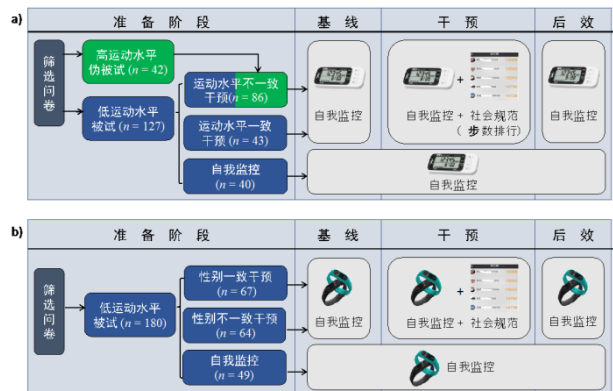 a)
准备阶段
基线
干预
后效
筛选问卷
高运动水平
伪被试 (n = 42)
低运动水平
被试 (n = 127)
运动水平不一致
干预 (n = 86)
运动水平一致
干预 (n = 43)
自我监控
(n = 40)
自我监控
自我监控 + 社会规范
( 步数排行 )
自我监控
自我监控
b)
准备阶段
基线
干预
后效
筛选问卷
低运动水平
被试 (n = 180)
性别一致干预
(n = 67)
性别不一致干预
(n = 64)
自我监控
(n = 49)
自我监控
自我监控 + 社会规范
自我监控
自我监控